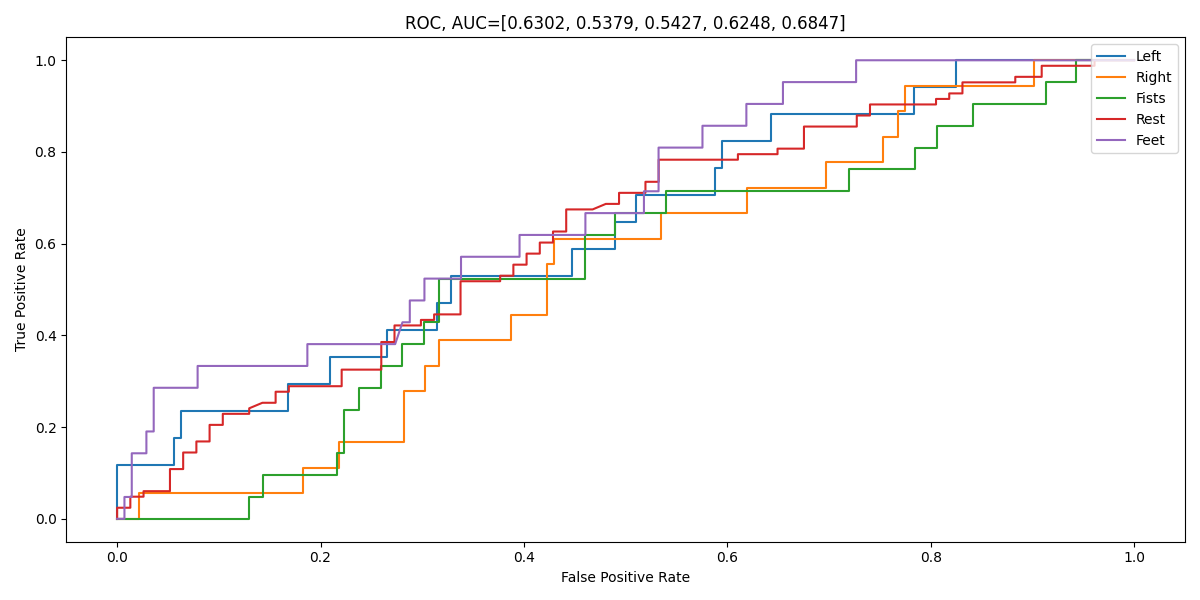 ROC, AUC=[0.6302, 0.5379, 0.5427, 0.6248, 0.6847]
Left
Right
Fists
Rest
Feet
True Positive Rate
1.0
0.8
0.6
0.4
0.2
0.0
0.0 0.2 0.4 0.6 0.8 1.0
False Positive Rate